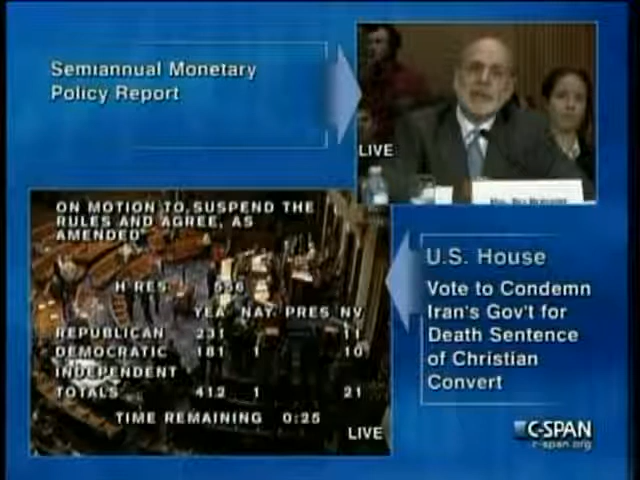 Semiannual Monetary
Policy Report
LIVE
ON MOTION TO SUSPEND THE
RULES AND AGREE, AS
AMENDED
H RES 556
YEA NAY PRES NV
REPUBLICAN 231 11
DEMOCRATIC 181 1 10
INDEPENDENT
TOTALS 412 1 21
TIME REMAINING 0:25
LIVE
U.S. House
Vote to Condemn
Iran's Gov't for
Death Sentence
of Christian
Convert
C-SPAN
c-span.org